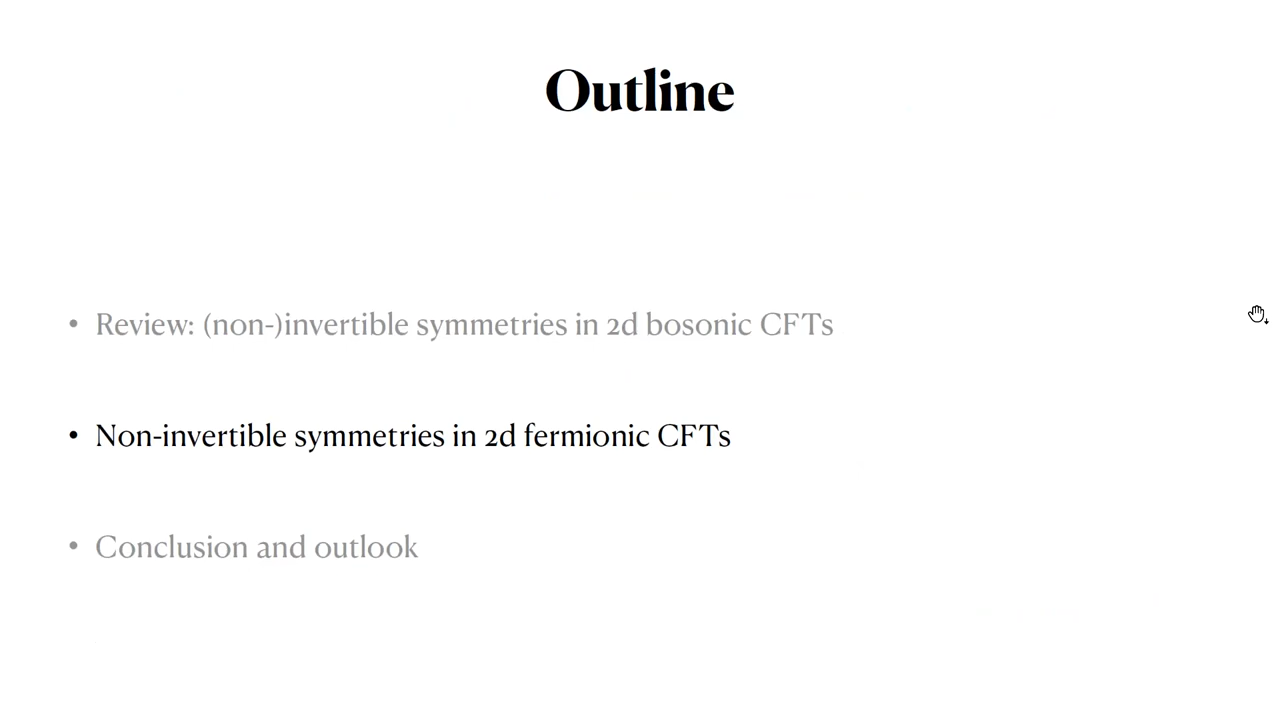 Outline
• Review: (non-)invertible symmetries in 2d bosonic CFTs
• Non-invertible symmetries in 2d fermionic CFTs
• Conclusion and outlook